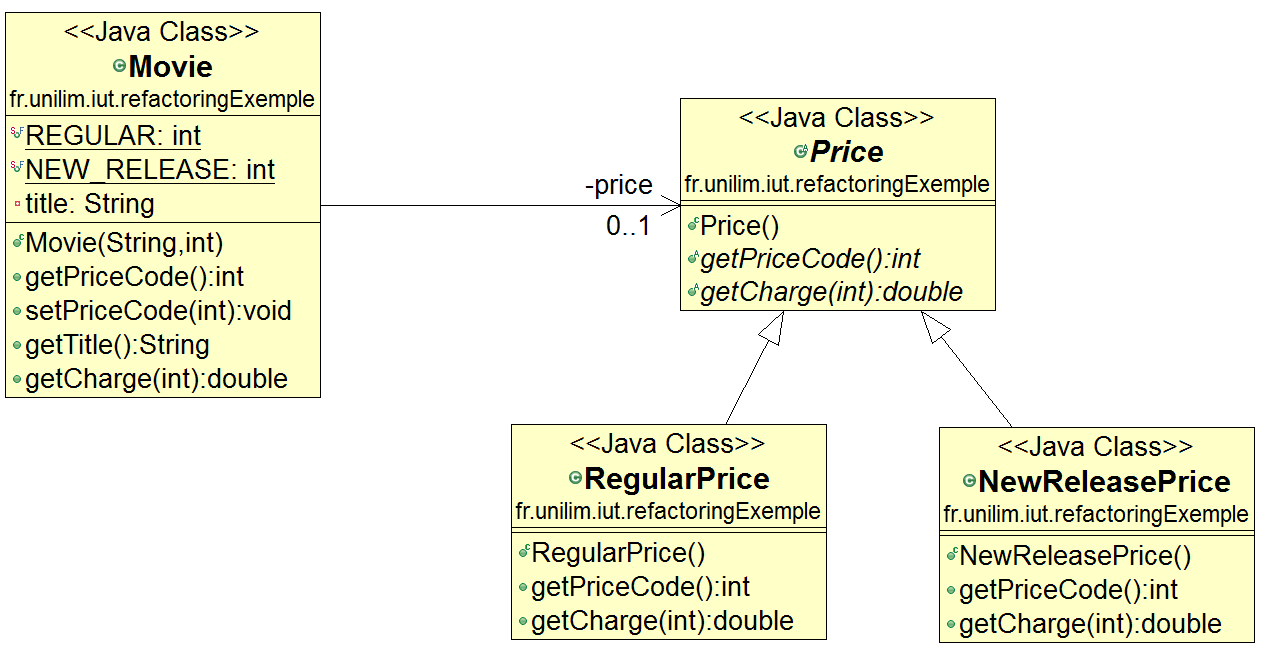 <<Java Class>>
Movie
fr.unilim.iut.refactoringExemple
REGULAR: int
NEW_RELEASE: int
title: String
Movie(String,int)
getPriceCode():int
setPriceCode(int):void
getTitle():String
getCharge(int):double
-price
0..1
<<Java Class>>
Price
fr.unilim.iut.refactoringExemple
Price()
getPriceCode():int
getCharge(int):double
<<Java Class>>
RegularPrice
fr.unilim.iut.refactoringExemple
RegularPrice()
getPriceCode():int
getCharge(int):double
<<Java Class>>
NewReleasePrice
fr.unilim.iut.refactoringExemple
NewReleasePrice()
getPriceCode():int
getCharge(int):double